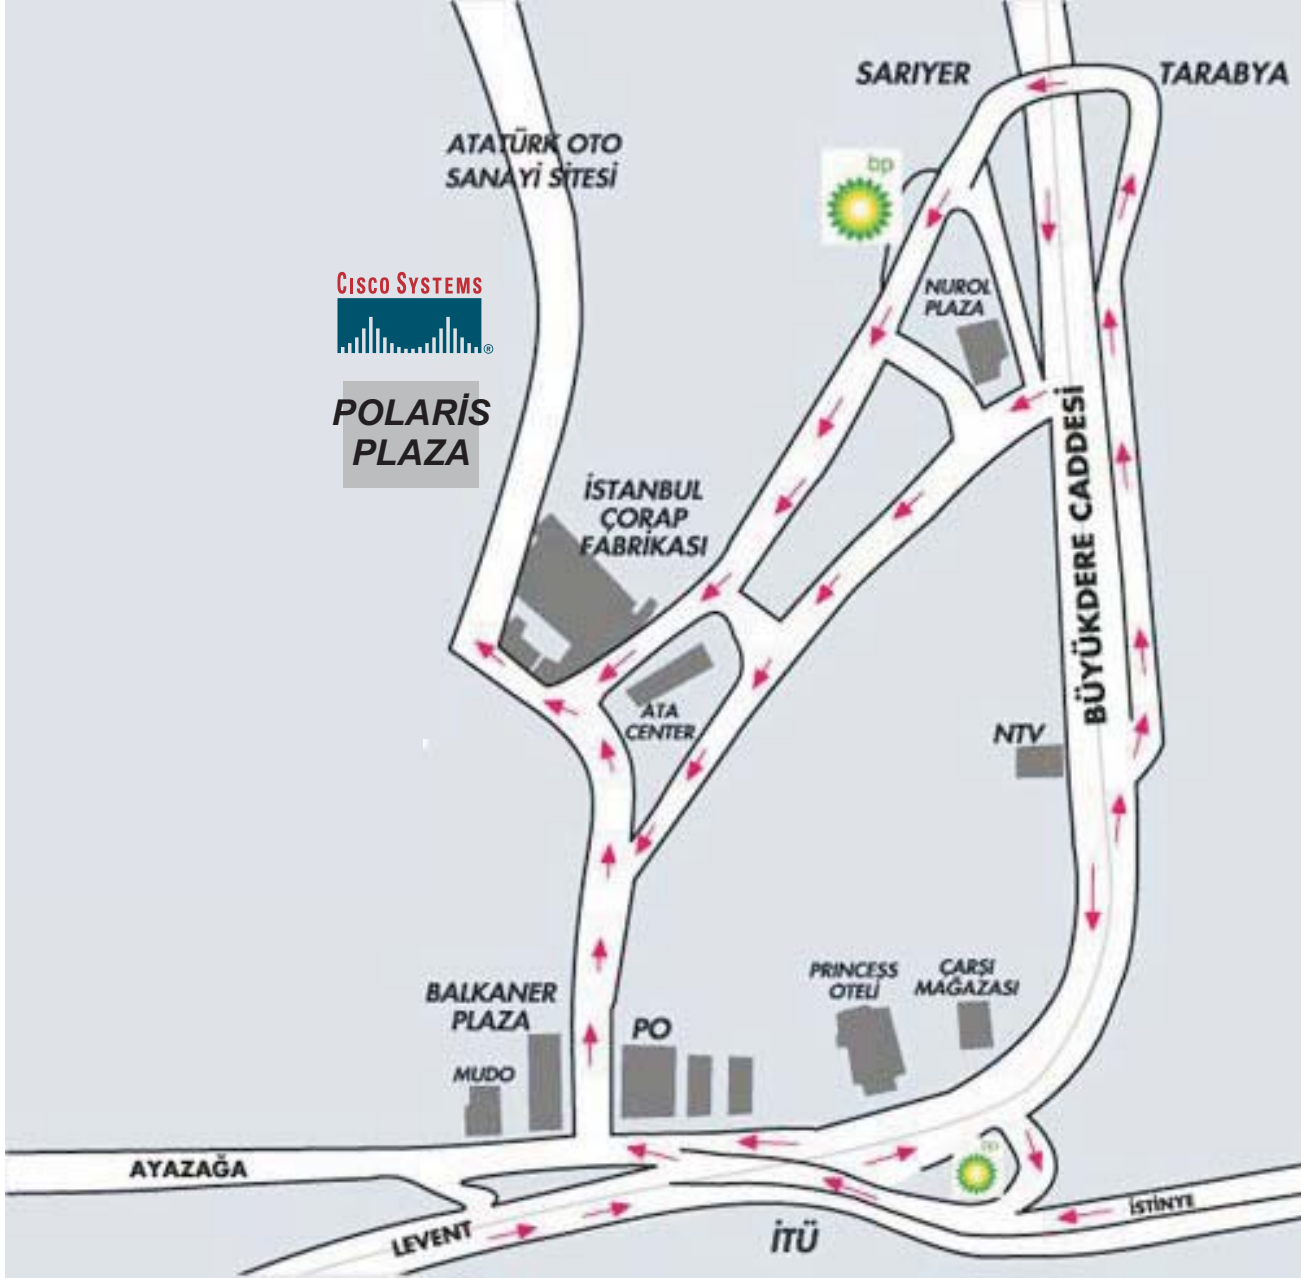 SARIYER
TARABYA
ATATÜRK OTO
SANAYİ SİTESİ
bp
CISCO SYSTEMS
®
NUROL
PLAZA
POLARİS
PLAZA
BÜYÜKDERE CADDESİ
İSTANBUL
ÇORAP
FABRİKASI
ATA
CENTER
NTV
PRINCESS
OTELİ
ÇARŞI
MAĞAZASI
BALKANER
PLAZA
PO
MUDO
bp
AYAZAĞA
İSTİNYE
LEVENT
İTÜ